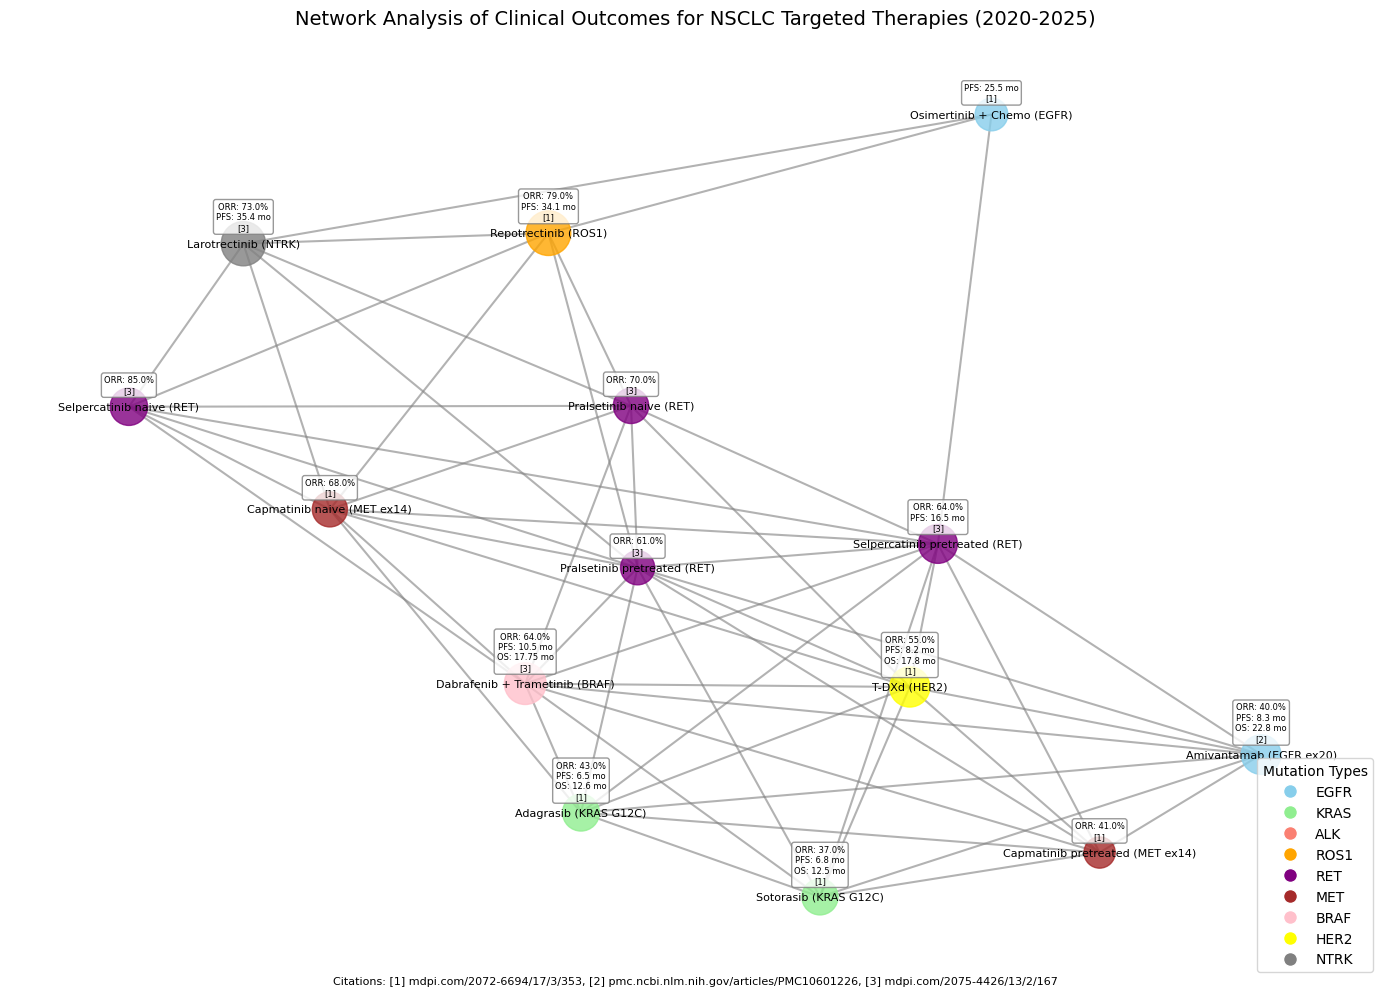 Network Analysis of Clinical Outcomes for NSCLC Targeted Therapies (2020-2025)
PFS: 25.5 mo
[1]
Osimertinib + Chemo (EGFR)
ORR: 79.0%
PFS: 34.1 mo
[1]
Repotrectinib (ROS1)
ORR: 73.0%
PFS: 35.4 mo
[3]
Larotrectinib (NTRK)
ORR: 85.0%
[3]
Selpercatinib naive (RET)
ORR: 70.0%
[3]
Pralsetinib naive (RET)
ORR: 68.0%
[1]
Capmatinib naive (MET ex14)
ORR: 64.0%
PFS: 16.5 mo
[3]
Selpercatinib pretreated (RET)
ORR: 61.0%
[3]
Pralsetinib pretreated (RET)
ORR: 64.0%
PFS: 10.5 mo
OS: 17.75 mo
[3]
Dabrafenib + Trametinib (BRAF)
ORR: 55.0%
PFS: 8.2 mo
OS: 17.8 mo
[1]
T-DXd (HER2)
ORR: 40.0%
PFS: 8.3 mo
OS: 22.8 mo
[2]
Amivantamab (EGFR ex20)
ORR: 43.0%
PFS: 6.5 mo
OS: 12.6 mo
[1]
Adagrasib (KRAS G12C)
ORR: 41.0%
[1]
Capmatinib pretreated (MET ex14)
ORR: 37.0%
PFS: 6.8 mo
OS: 12.5 mo
[1]
Sotorasib (KRAS G12C)
Mutation Types
EGFR
KRAS
ALK
ROS1
RET
MET
BRAF
HER2
NTRK
Citations: [1] mdpi.com/2072-6694/17/3/353, [2] pmc.ncbi.nlm.nih.gov/articles/PMC10601226, [3] mdpi.com/2075-4426/13/2/167